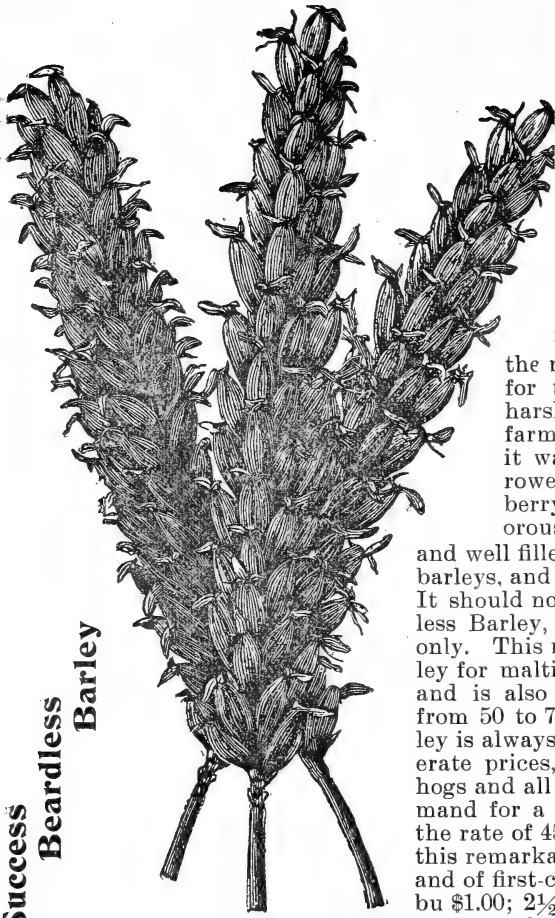 Success
Beardless
Barley
the
for
farm
it wa
rowe
berry
orous
and well fille
barleys, and
It should no
less Barley,
only. This
ley for malti
and is also
from 50 to 7
ley is always
erate prices,
hogs and all
mand for a
the rate of 45
this remarka
and of first-c
bu $1.00; 2½